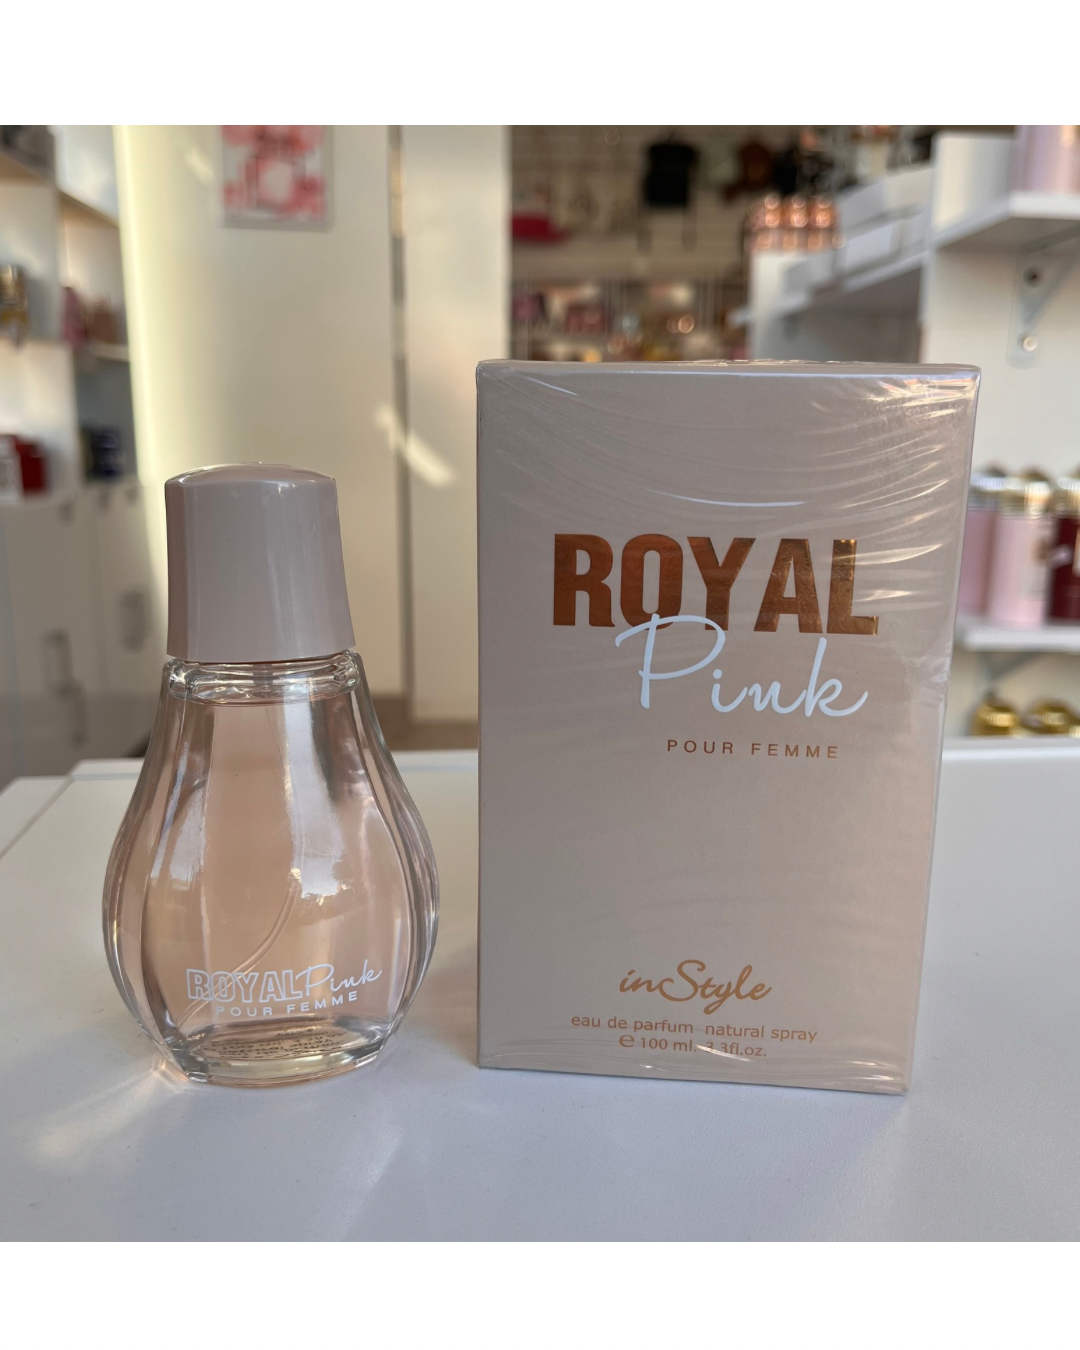 ROYAL
Pink
POUR FEMME
inStyle
eau de parfum natural spray
e 100 ml. 3.3fl.oz.
ROYAL Pink
POUR FEMME